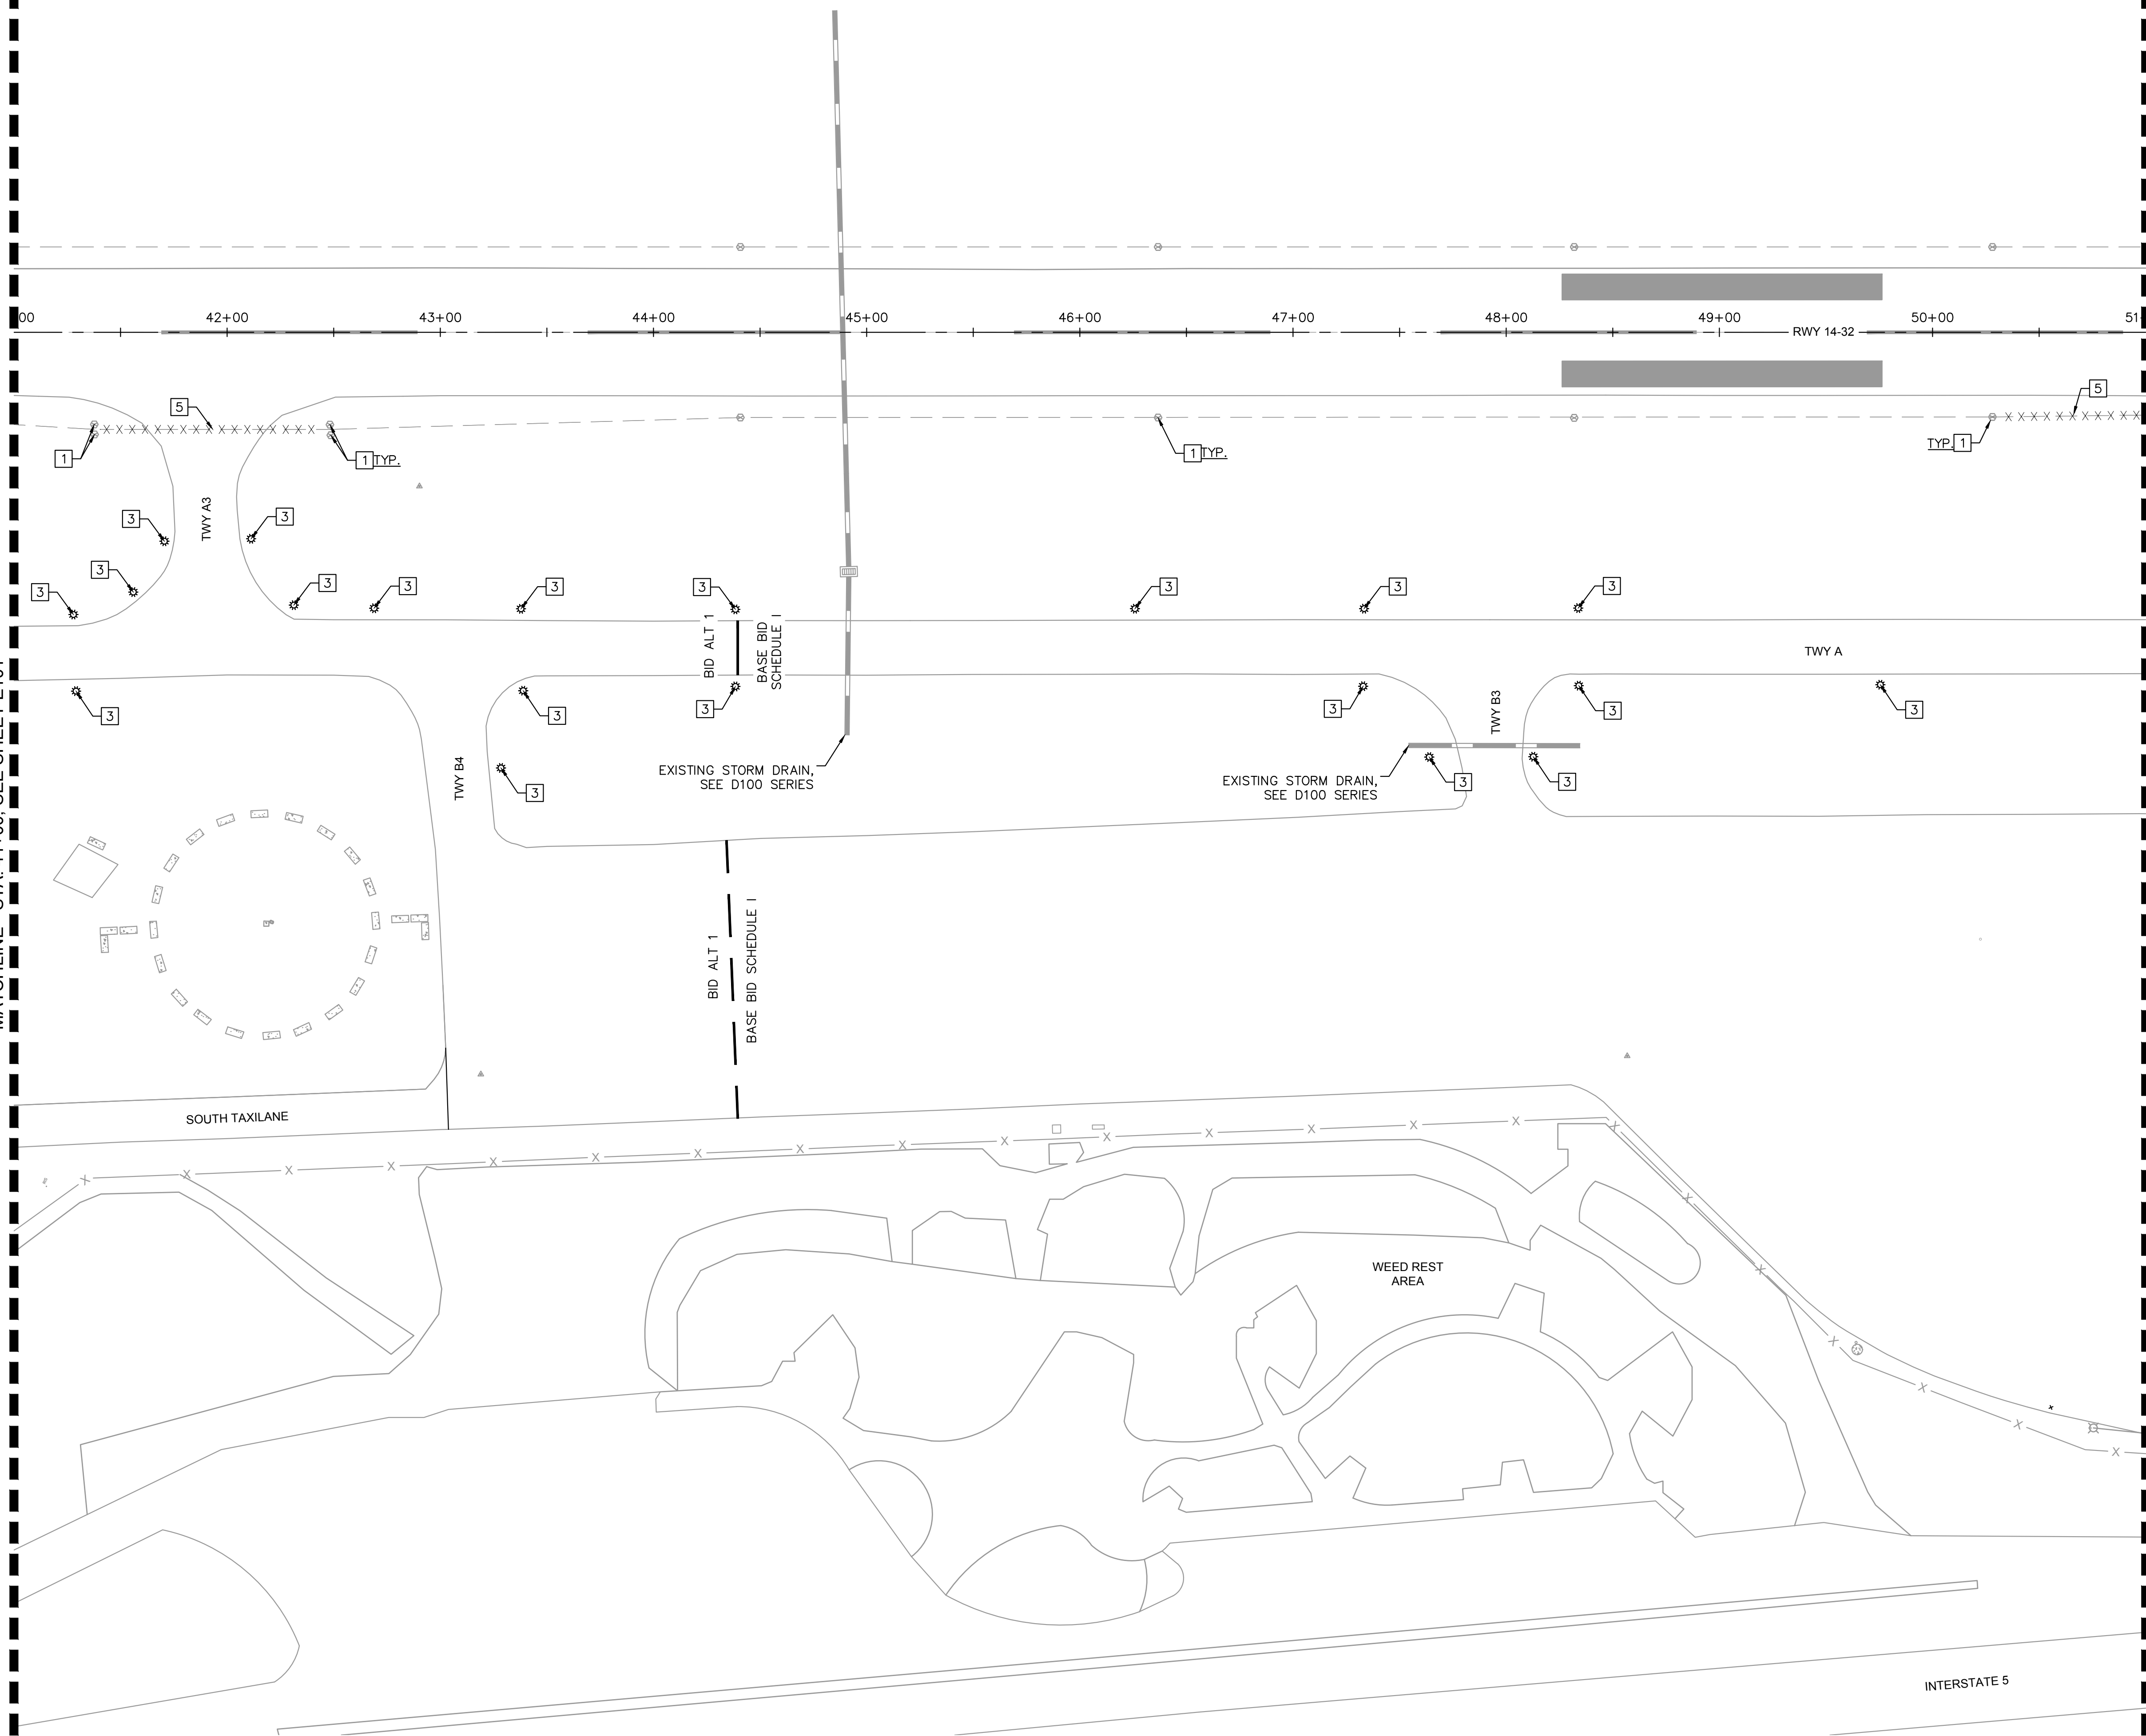 00
42+00
43+00
44+00
45+00
46+00
47+00
48+00
49+00
50+00
51
RWY 14-32
5
5
1
1 TYP.
1 TYP.
TYP. 1
TWY A3
3
3
3
3
3
3
3
3
3
3
3
BID ALT 1
BASE BID
SCHEDULE I
TWY A
3
3
3
3
3
3
TWY B3
TWY B4
3
3
3
EXISTING STORM DRAIN,
SEE D100 SERIES
EXISTING STORM DRAIN,
SEE D100 SERIES
BID ALT 1
BASE BID SCHEDULE I
SOUTH TAXILANE
WEED REST
AREA
INTERSTATE 5